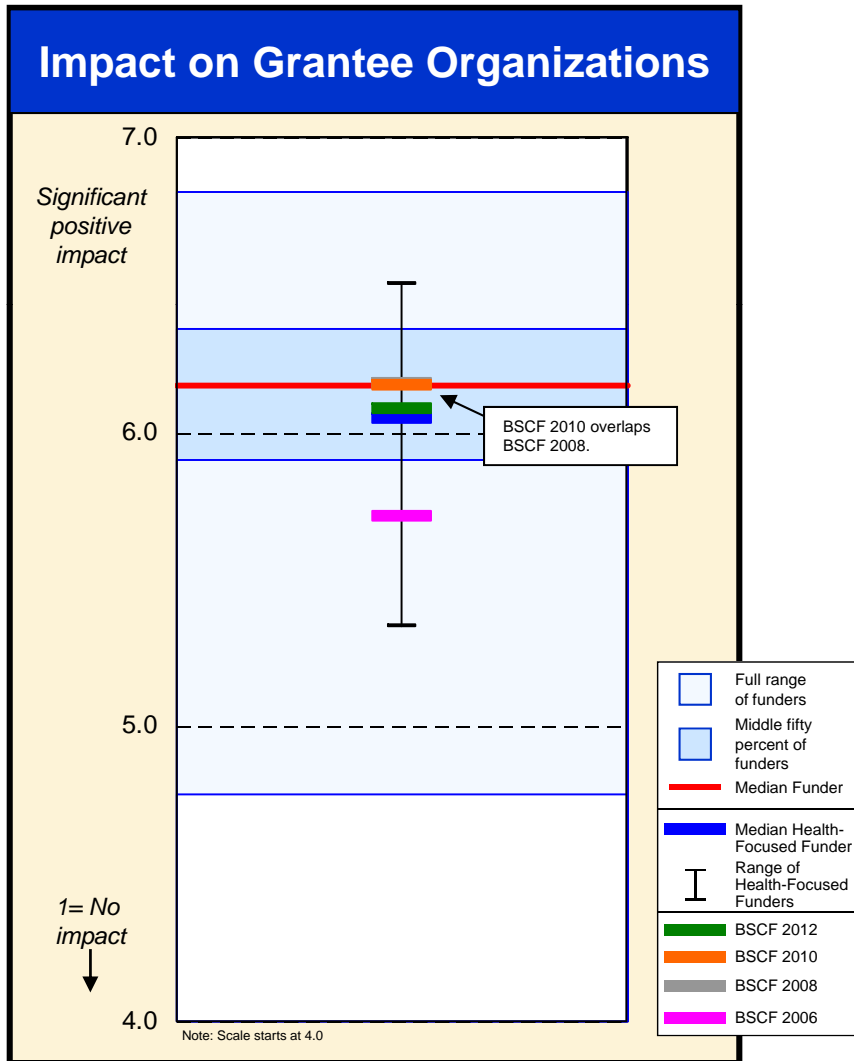 Impact on Grantee Organizations
7.0
Significant
positive
impact
6.0
BSCF 2010 overlaps
BSCF 2008.
5.0
1= No
impact
4.0
Note: Scale starts at 4.0
Full range
of funders
Middle fifty
percent of
funders
Median Funder
Median Health-
Focused Funder
Range of
Health-Focused
Funders
BSCF 2012
BSCF 2010
BSCF 2008
BSCF 2006